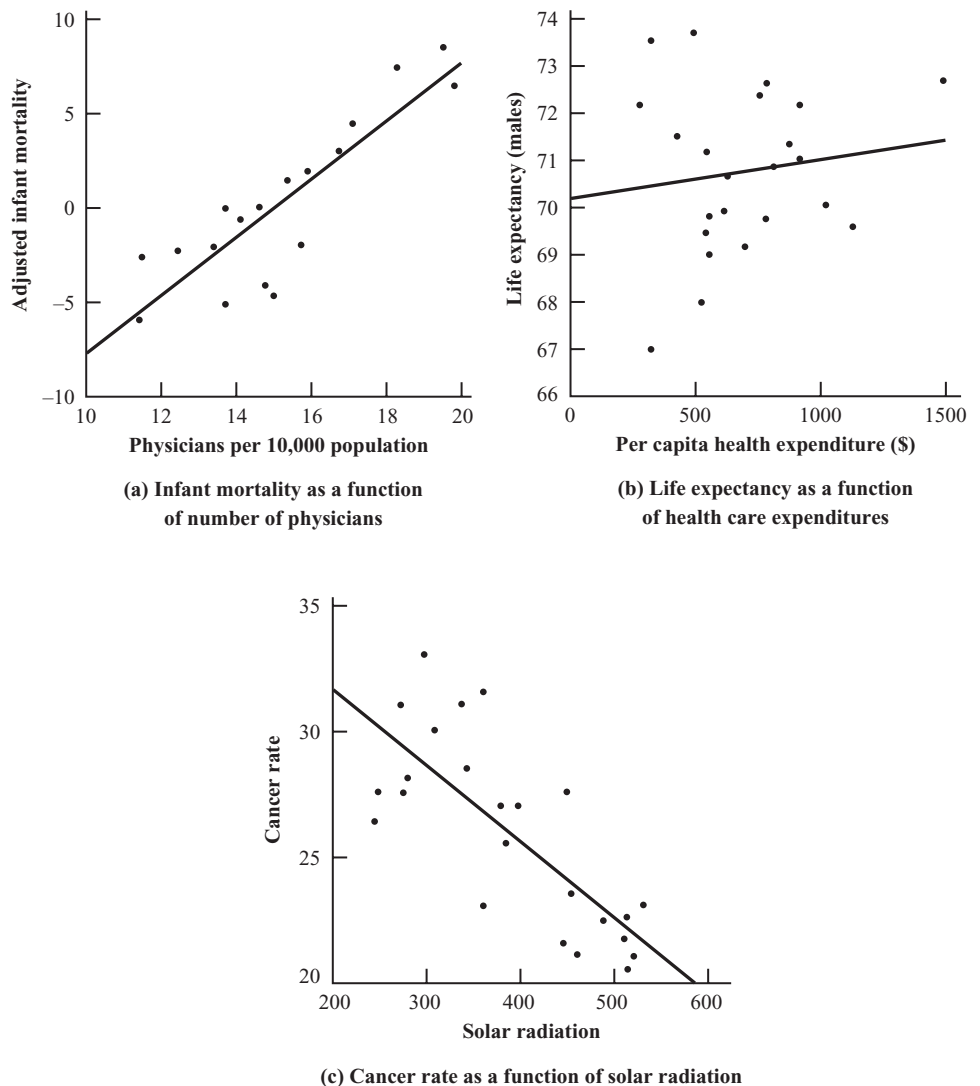 10
5
0
–5
–10
Adjusted infant mortality
10 12 14 16 18 20
Physicians per 10,000 population
(a) Infant mortality as a function
of number of physicians
74
73
72
71
70
69
68
67
66
Life expectancy (males)
0 500 1000 1500
Per capita health expenditure ($)
(b) Life expectancy as a function
of health care expenditures
35
30
25
20
Cancer rate
200 300 400 500 600
Solar radiation
(c) Cancer rate as a function of solar radiation